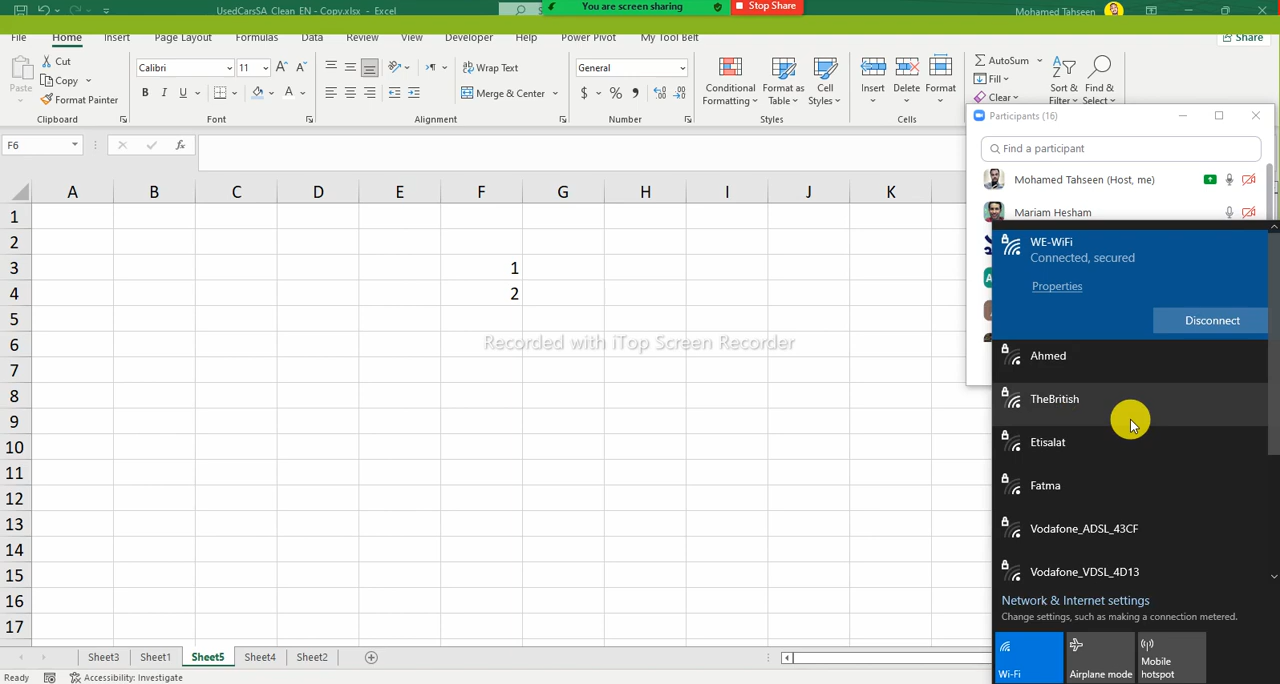 UsedCarsSA_Clean_EN - Copy.xlsx - Excel
You are screen sharing
Stop Share
Mohamed Tahseen
File Home Insert Page Layout Formulas Data Review View Developer Help Power Pivot My Tool Belt
Share
Paste
Cut
Copy
Format Painter
Clipboard
Calibri 11
B I U
Font
Wrap Text
Merge & Center
Alignment
General
$ % 9
Number
Conditional Formatting
Format as Table
Cell Styles
Styles
Insert Delete Format
Cells
AutoSum
Fill
Clear
Sort & Filter
Find & Select
F6
fx
A B C D E F G H I J K
1
2
3 1
4 2
5
6
7
8
9
10
11
12
13
14
15
16
17
Recorded with iTop Screen Recorder
Participants (16)
Find a participant
Mohamed Tahseen (Host, me)
Mariam Hesham
WE-WiFi
Connected, secured
Properties
Disconnect
Ahmed
TheBritish
Etisalat
Fatma
Vodafone_ADSL_43CF
Vodafone_VDSL_4D13
Network & Internet settings
Change settings, such as making a connection metered.
Wi-Fi
Airplane mode
Mobile hotspot
Sheet3 Sheet1 Sheet5 Sheet4 Sheet2
Ready
Accessibility: Investigate